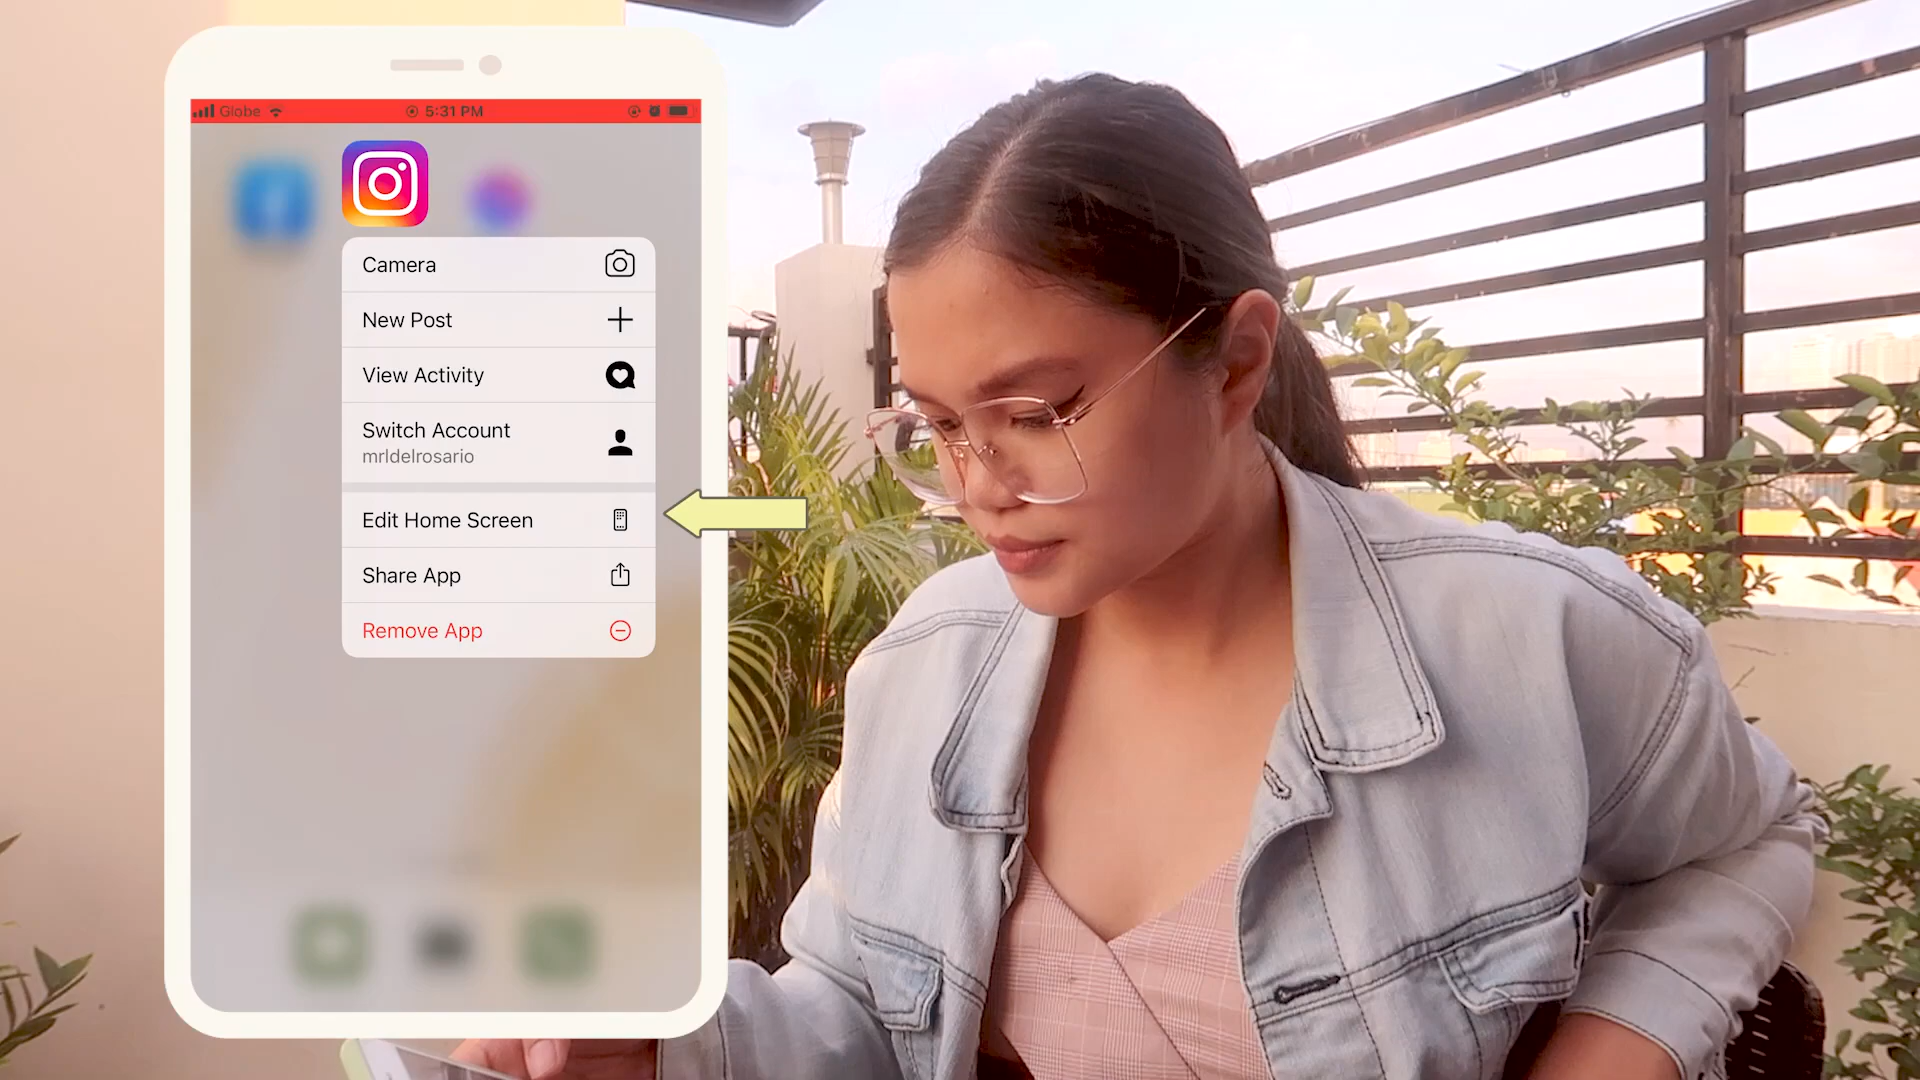 Globe 5:31 PM
Camera
New Post
View Activity
Switch Account
mrldelrosario
Edit Home Screen
Share App
Remove App